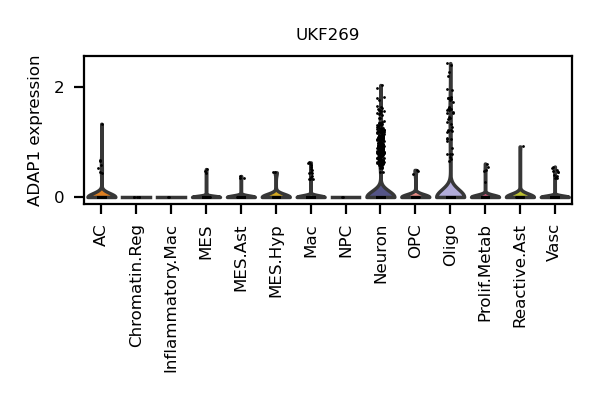 UKF269
ADAP1 expression
2
0
AC
Chromatin.Reg
Inflammatory.Mac
MES
MES.Ast
MES.Hyp
Mac
NPC
Neuron
OPC
Oligo
Prolif.Metab
Reactive.Ast
Vasc